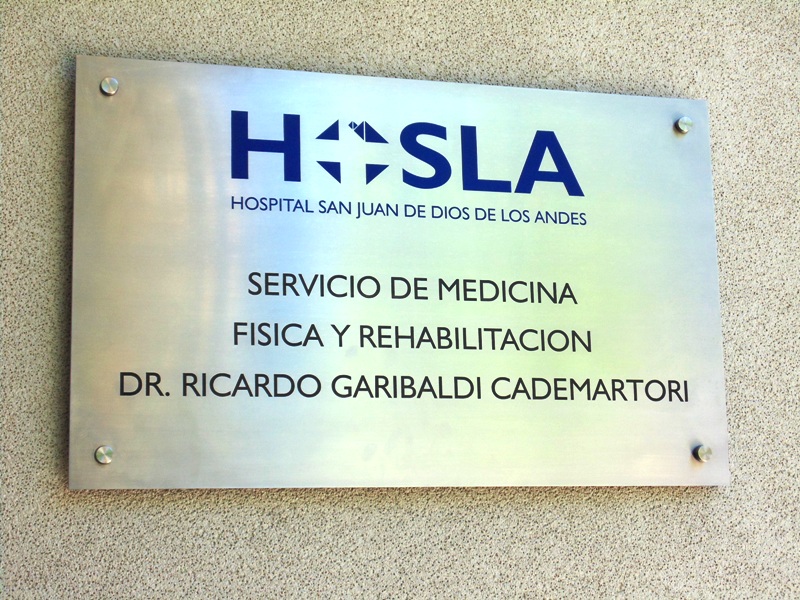 HOSLA
HOSPITAL SAN JUAN DE DIOS DE LOS ANDES
SERVICIO DE MEDICINA
FISICA Y REHABILITACION
DR. RICARDO GARIBALDI CADEMARTORI